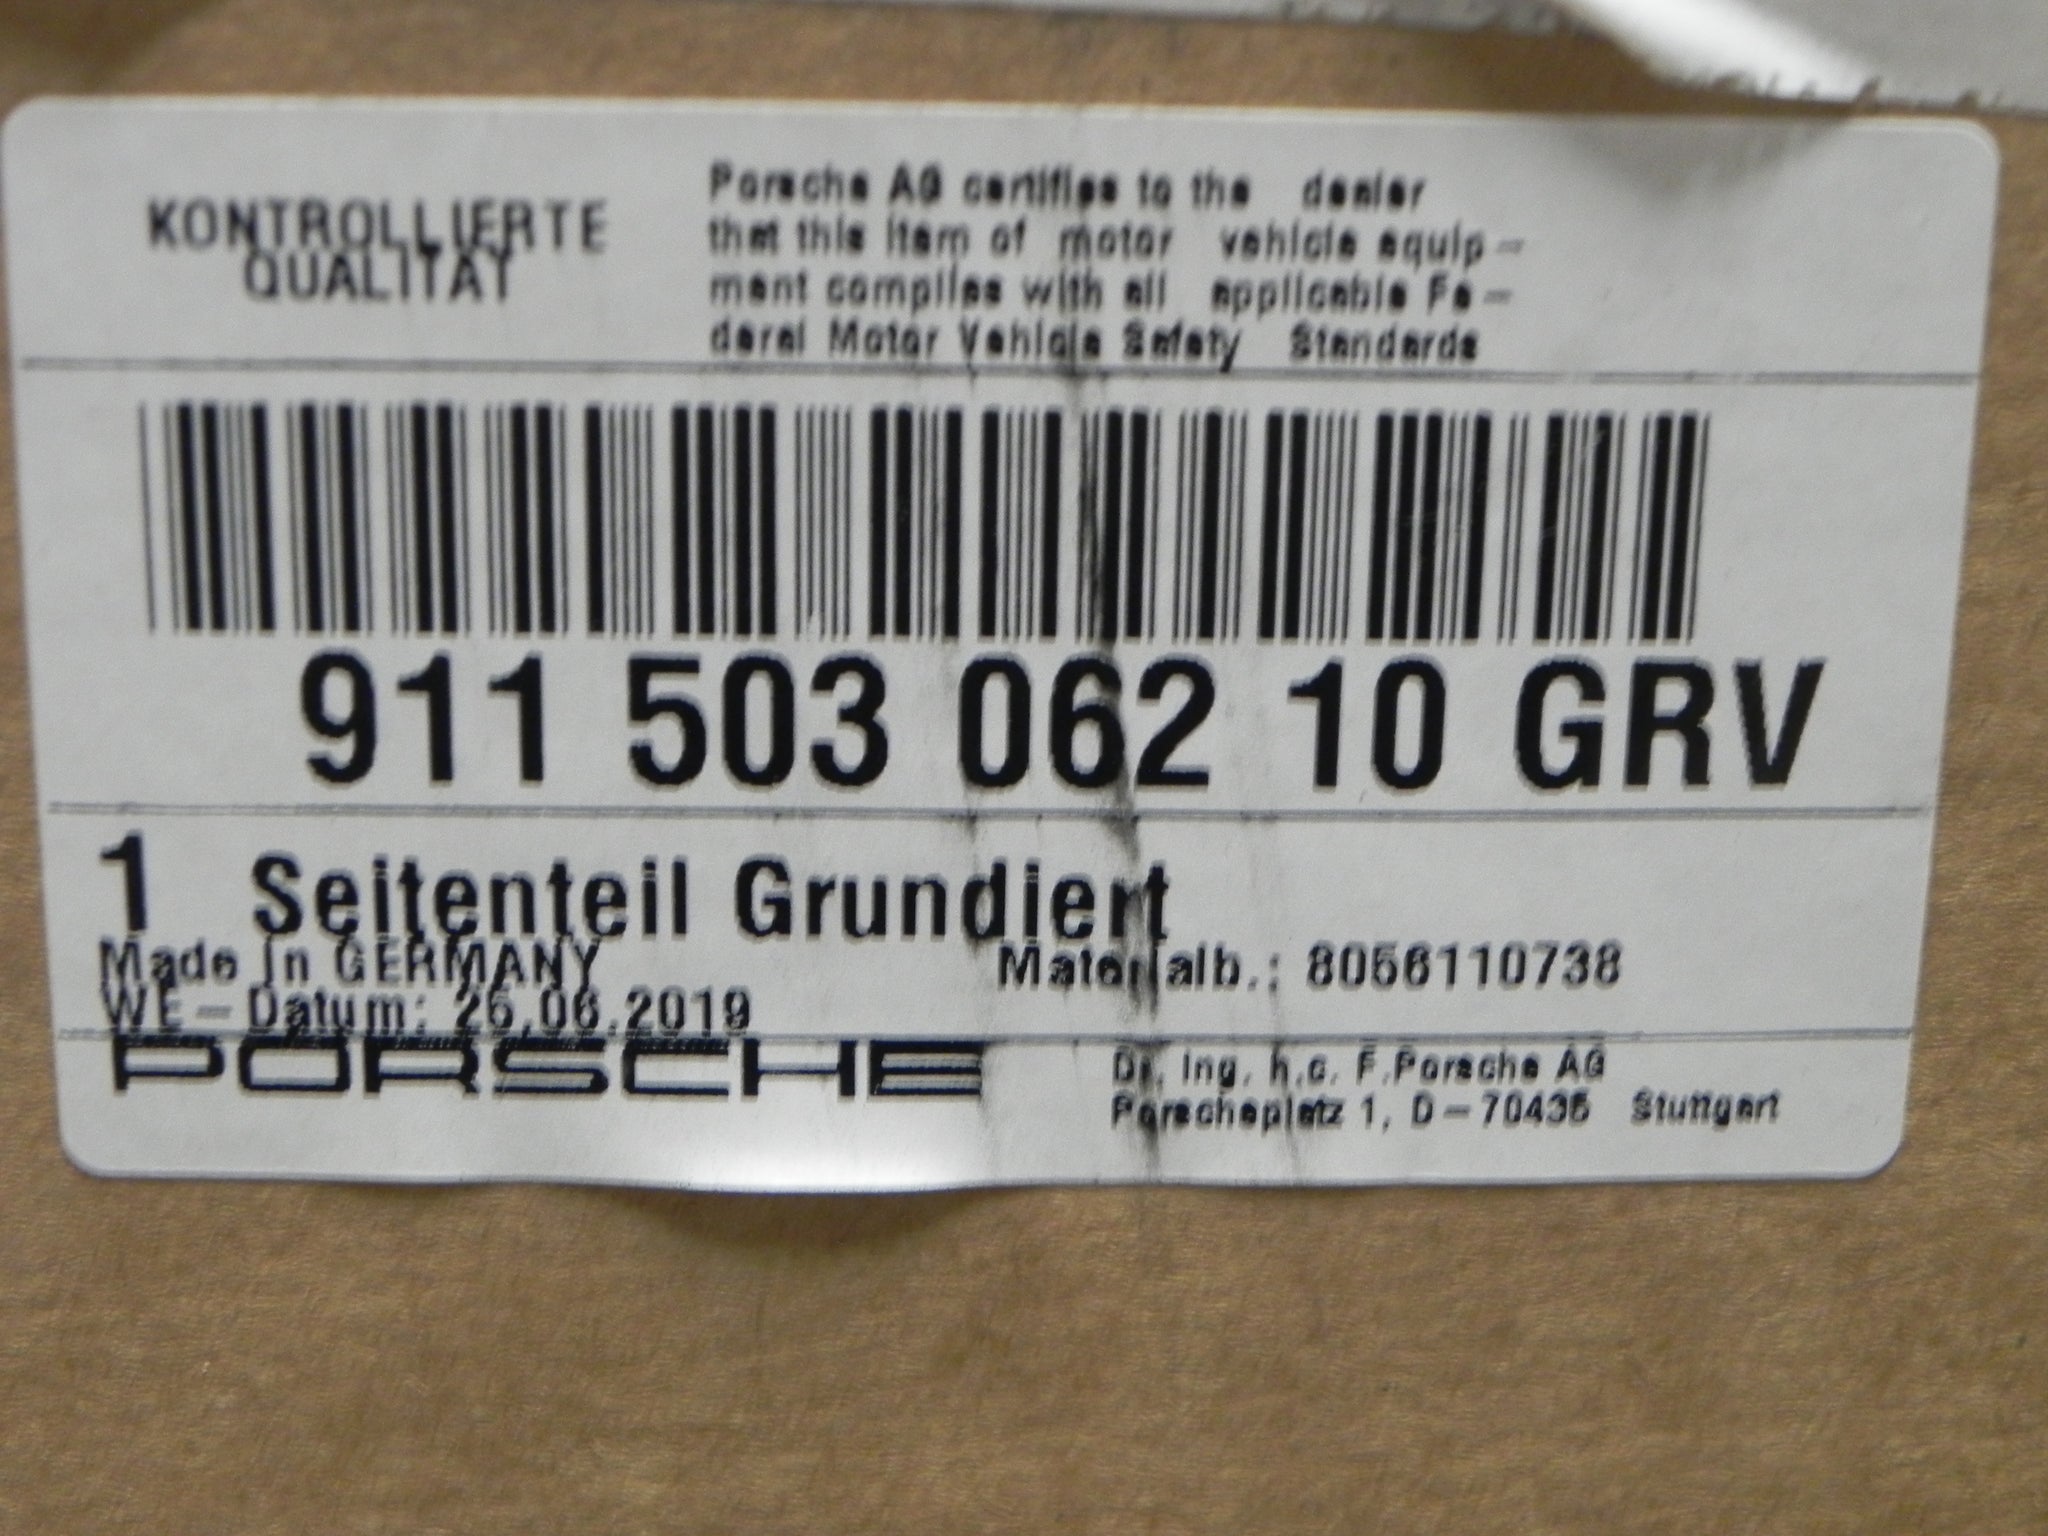 KONTROLLIERTE
QUALITÄT
Porsche AG certifies to the dealer
that this item of motor vehicle equip-
ment complies with all applicable Fe-
deral Motor Vehicle Safety Standards
911 503 062 10 GRV
1 Seitenteil Grundiert
Made in GERMANY
Materialb.: 8056110738
WE-Datum: 26.06.2019
PORSCHE
Dr. Ing. h.c. F.Porsche AG
Porscheplatz 1, D-70435 Stuttgart